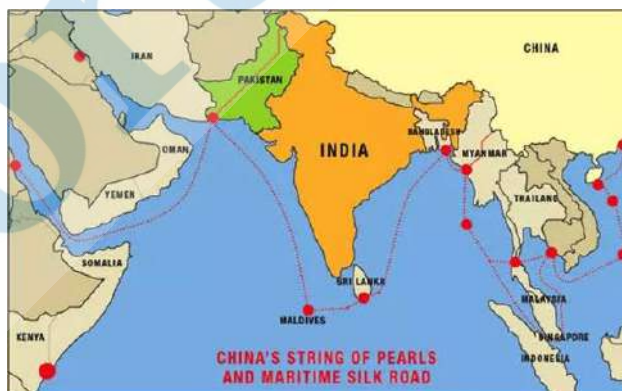 IRAN
CHINA
PAKISTAN
BANGLADESH
OMAN
INDIA
MYANMAR
YEMEN
THAILAND
SOMALIA
SRI LANKA
MALAYSIA
MALDIVES
KENYA
SINGAPORE
CHINA'S STRING OF PEARLS
INDONESIA
AND MARITIME SILK ROAD